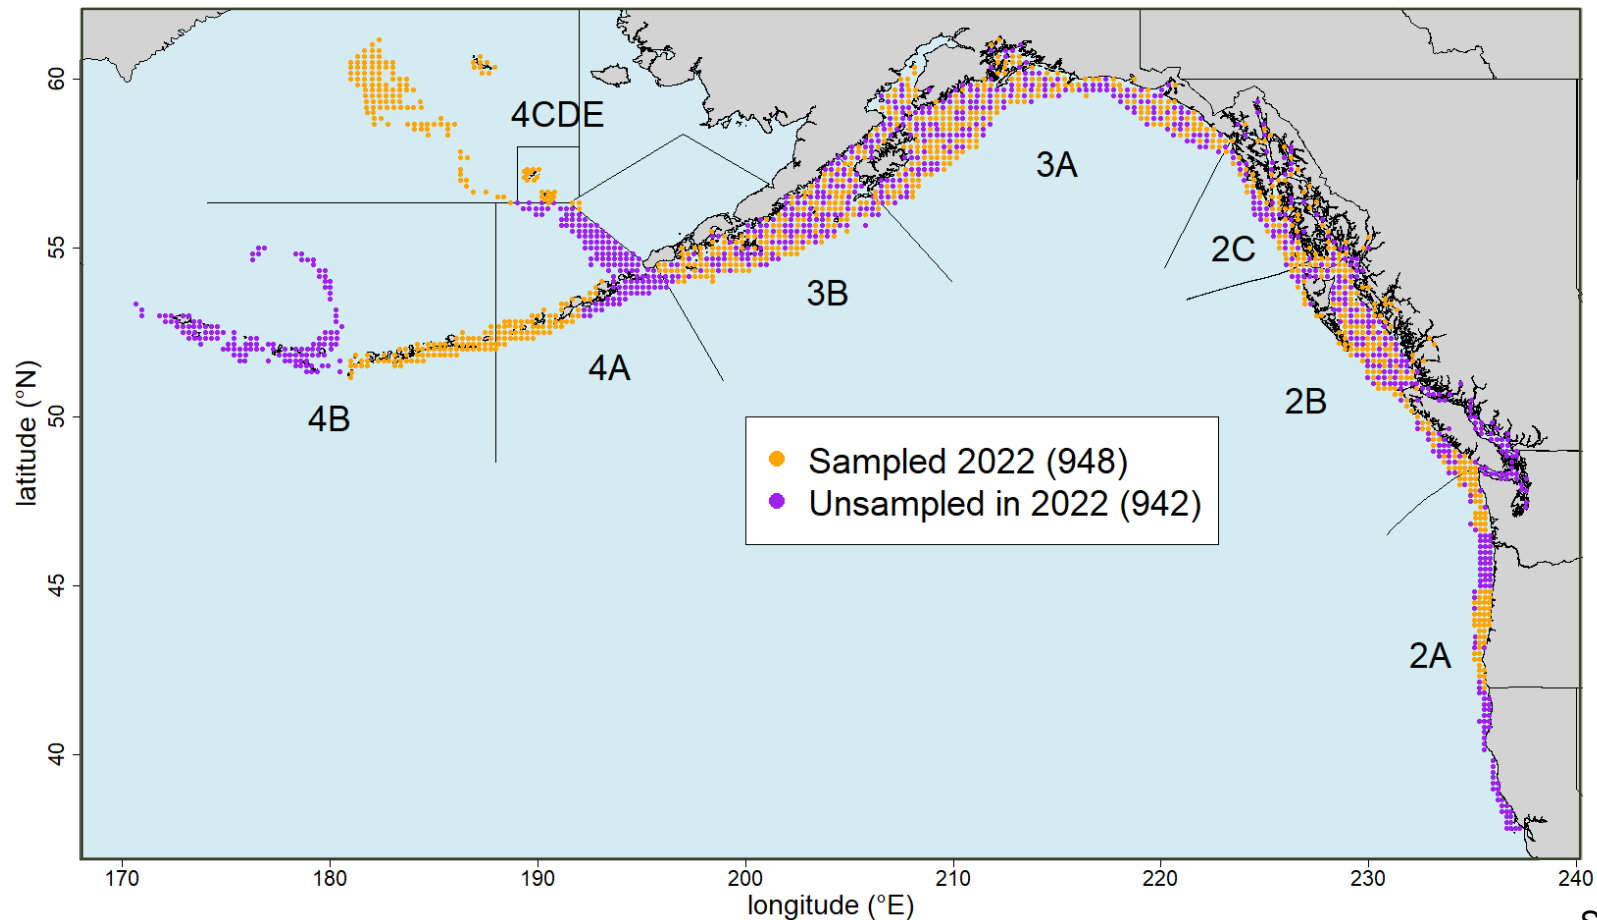 60
55
50
45
40
latitude (°N)
4CDE
3A
2C
3B
4A
2B
4B
Sampled 2022 (948)
Unsampled in 2022 (942)
2A
170
180
190
200
210
220
230
240
longitude (°E)